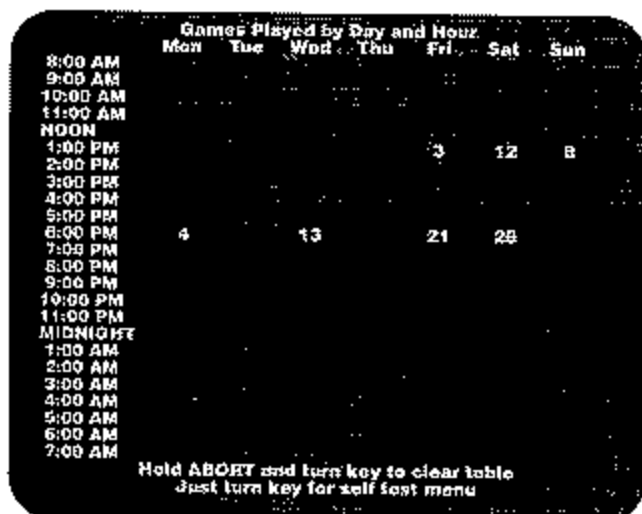 Games Played by Day and Hour
Mon Tue Wed Thu Fri Sat Sun
8:00 AM
9:00 AM
10:00 AM
11:00 AM
NOON
1:00 PM 3 12 8
2:00 PM
3:00 PM
4:00 PM
5:00 PM
6:00 PM 4 13 21 28
7:00 PM
8:00 PM
9:00 PM
10:00 PM
11:00 PM
MIDNIGHT
1:00 AM
2:00 AM
3:00 AM
4:00 AM
5:00 AM
6:00 AM
7:00 AM
Hold ABORT and turn key to clear table
Just turn key for self test menu